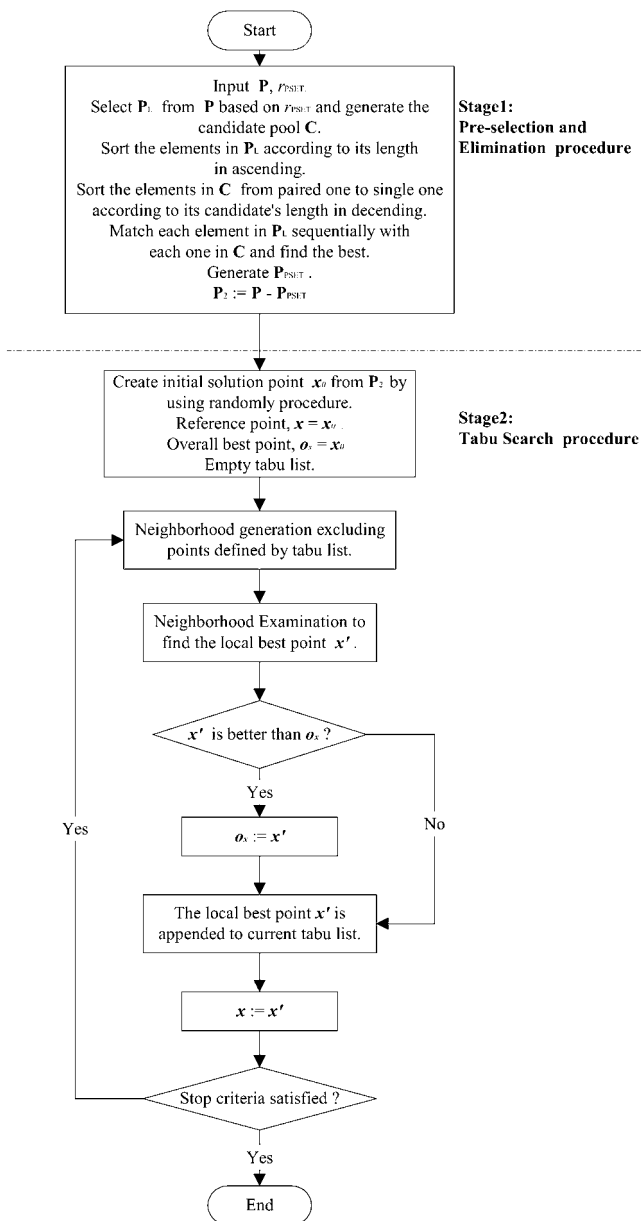 Start
Input P, rPSET.
Select PL from P based on rPSET and generate the
candidate pool C.
Sort the elements in PL according to its length
in ascending.
Sort the elements in C from paired one to single one
according to its candidate's length in decending.
Match each element in PL sequentially with
each one in C and find the best.
Generate PPSET .
P2 := P - PPSET
Stage1:
Pre-selection and
Elimination procedure
Create initial solution point x0 from P2 by
using randomly procedure.
Reference point, x = x0 .
Overall best point, ox = x0
Empty tabu list.
Stage2:
Tabu Search procedure
Neighborhood generation excluding
points defined by tabu list.
Neighborhood Examination to
find the local best point x' .
x' is better than ox ?
Yes
No
Yes
ox := x'
The local best point x' is
appended to current tabu list.
x := x'
Stop criteria satisfied ?
Yes
End